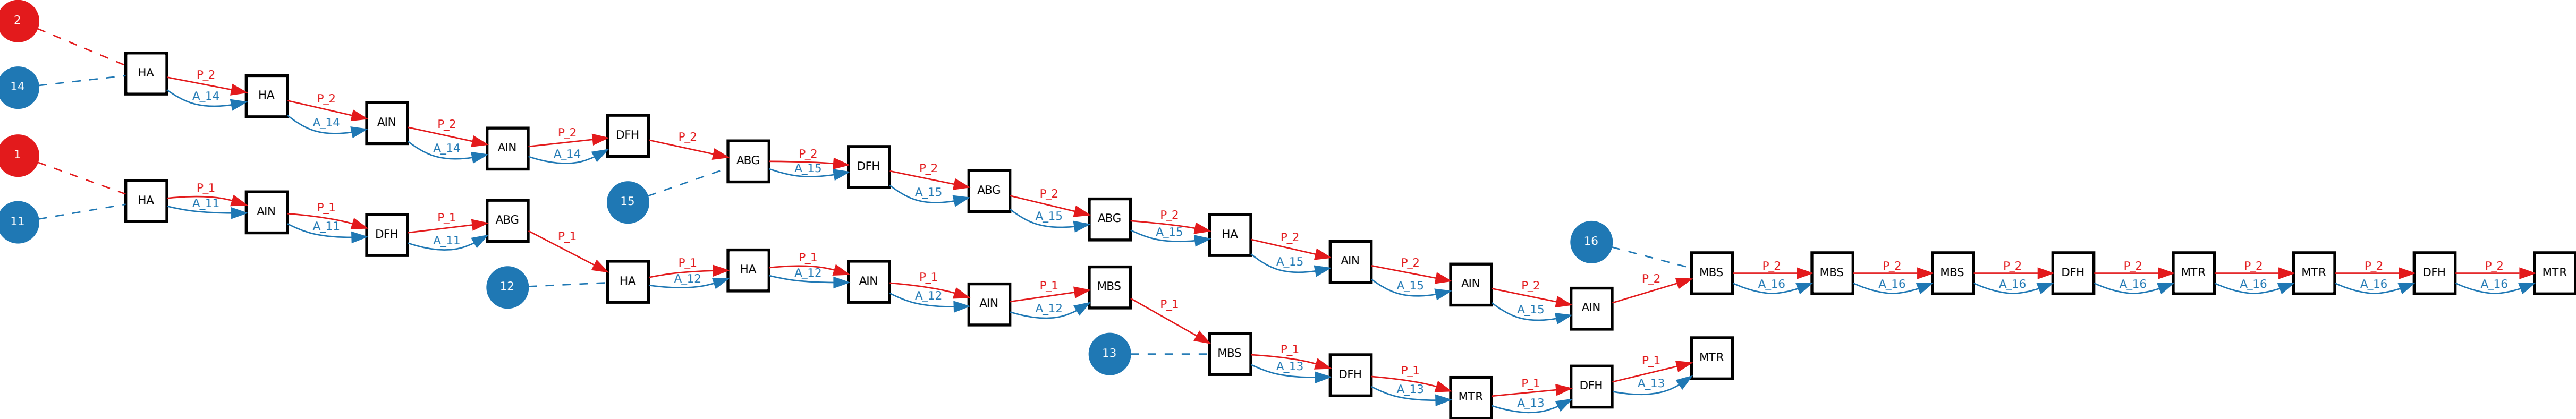 2
14
HA
P_2
A_14
HA
P_2
A_14
AIN
P_2
A_14
AIN
P_2
A_14
DFH
P_2
15
ABG
P_2
A_15
DFH
P_2
A_15
ABG
P_2
A_15
ABG
P_2
A_15
HA
P_2
A_15
AIN
P_2
A_15
AIN
P_2
A_15
AIN
P_2
16
MBS
P_2
A_16
MBS
P_2
A_16
MBS
P_2
A_16
DFH
P_2
A_16
MTR
P_2
A_16
MTR
P_2
A_16
DFH
P_2
A_16
MTR
1
11
HA
P_1
A_11
AIN
P_1
A_11
DFH
P_1
A_11
ABG
P_1
12
HA
P_1
A_12
HA
P_1
A_12
AIN
P_1
A_12
AIN
P_1
A_12
MBS
P_1
13
MBS
P_1
A_13
DFH
P_1
A_13
MTR
P_1
A_13
DFH
P_1
A_13
MTR